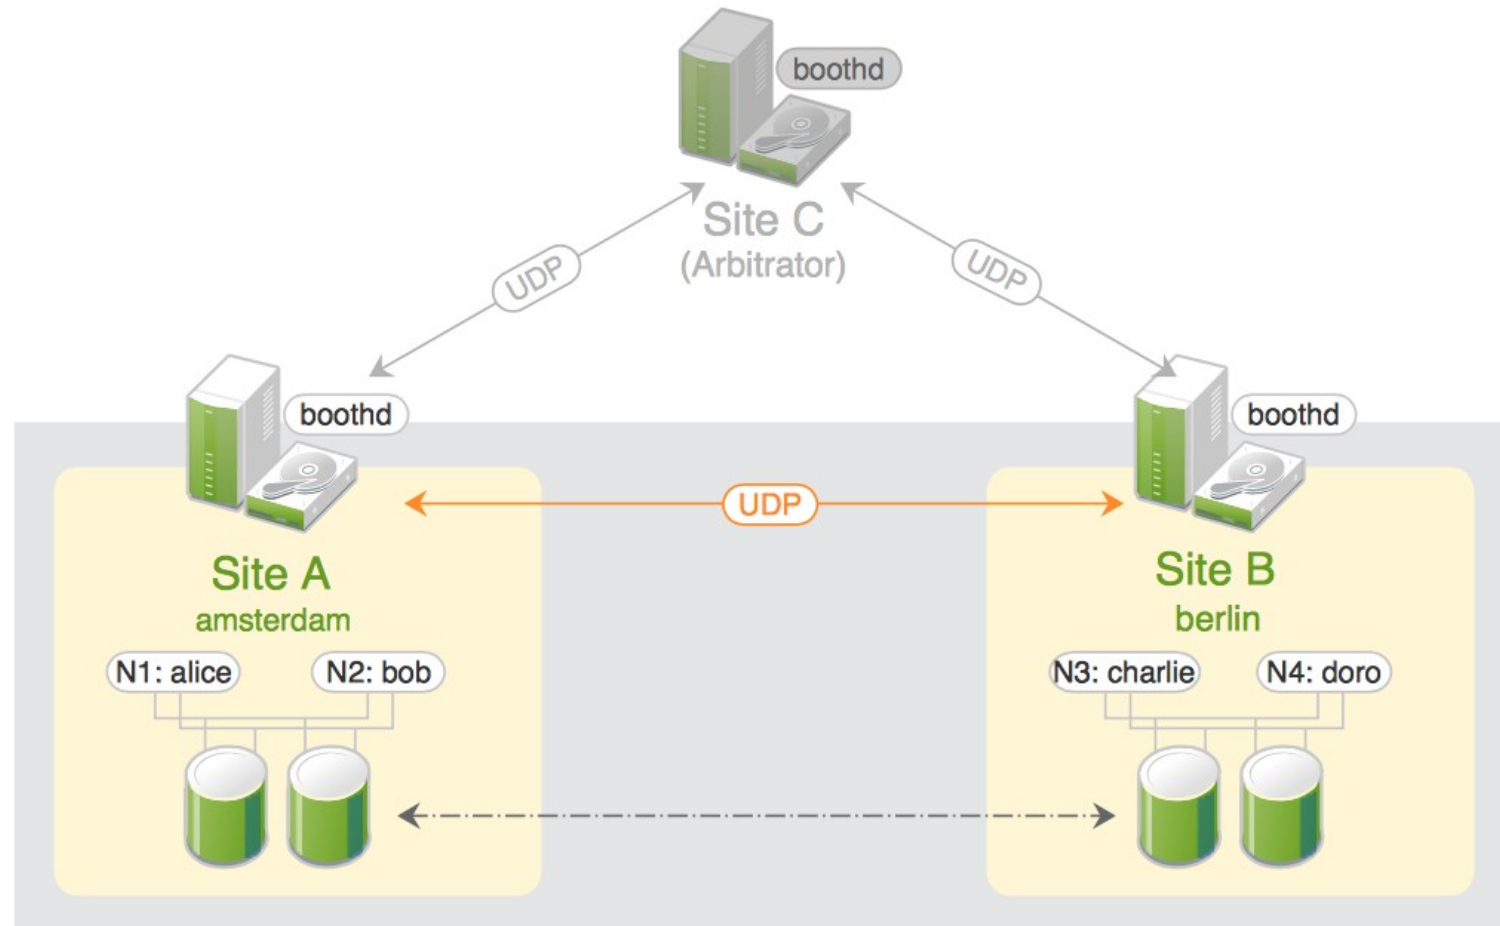 boothd
Site C
(Arbitrator)
UDP
UDP
boothd
boothd
UDP
Site A
amsterdam
Site B
berlin
N1: alice
N2: bob
N3: charlie
N4: doro